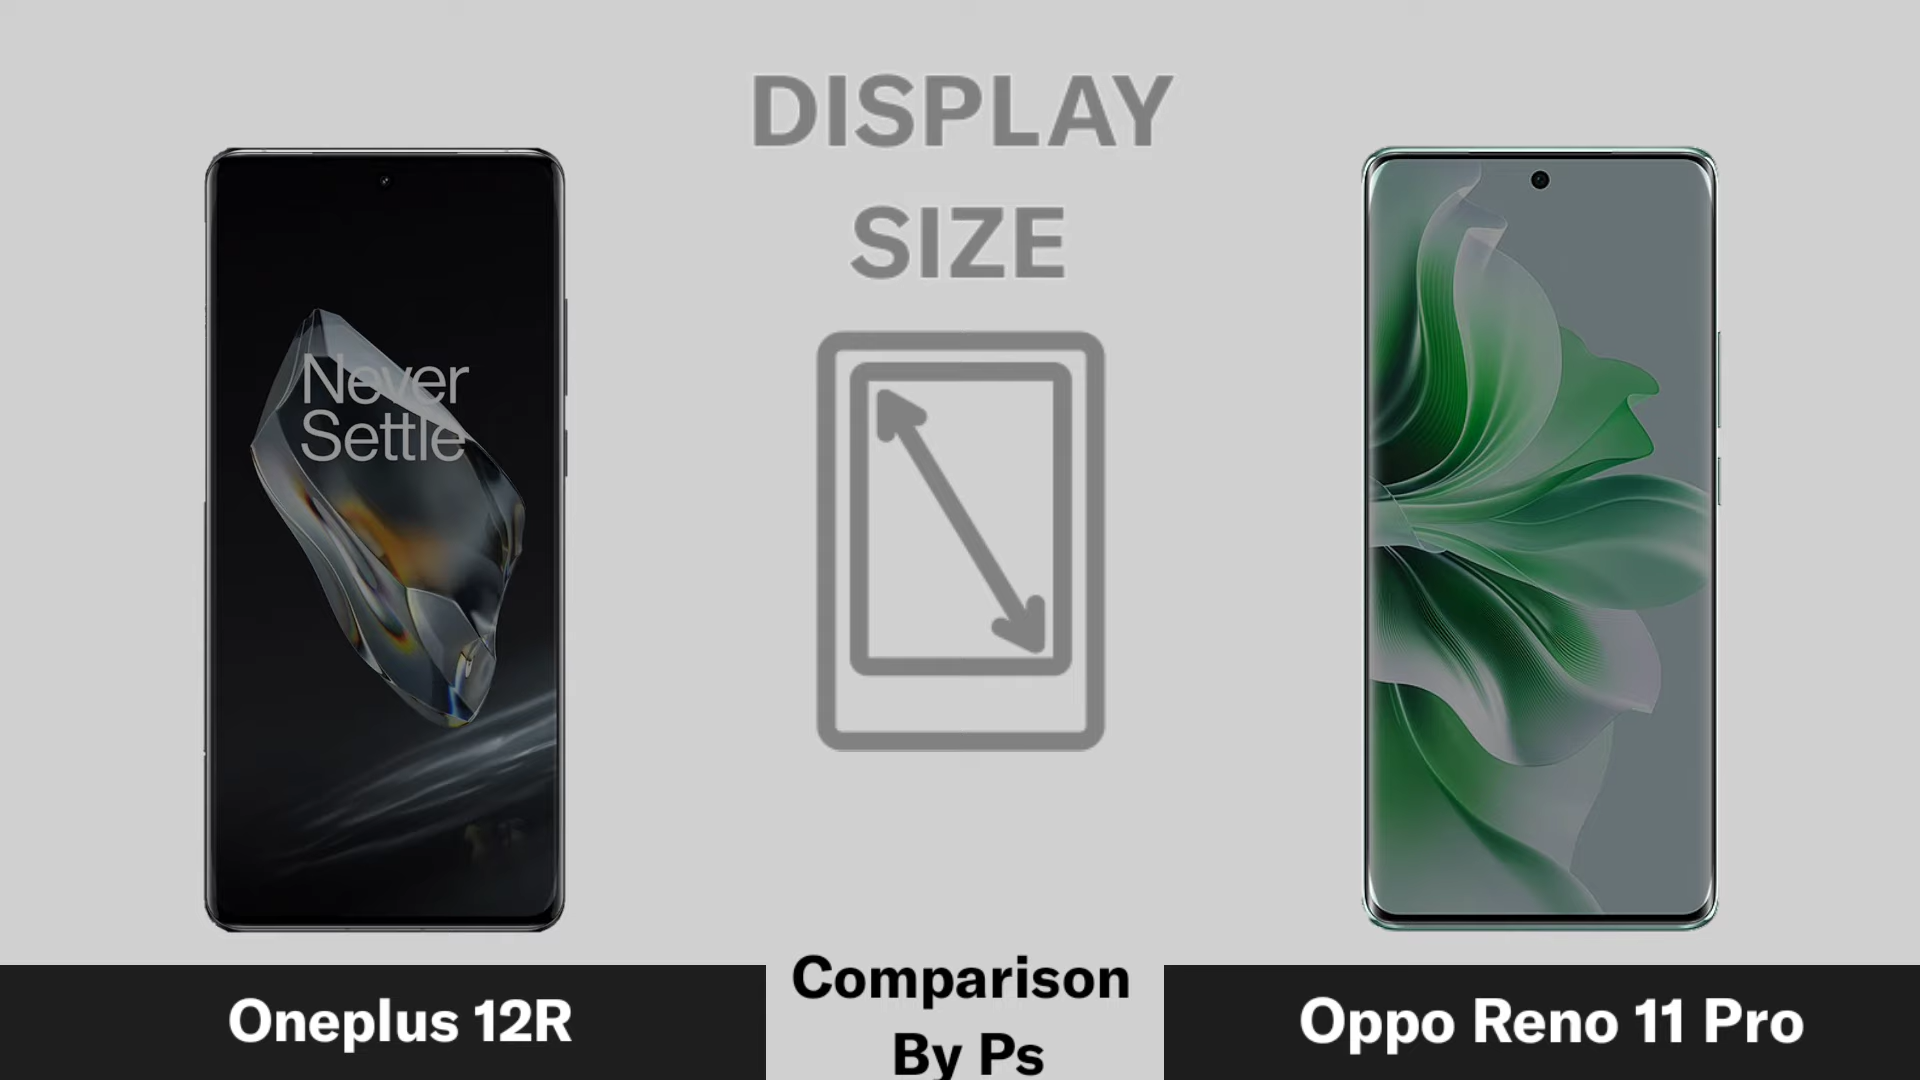 DISPLAY
SIZE
Never
Settle
Oneplus 12R
Comparison
By Ps
Oppo Reno 11 Pro